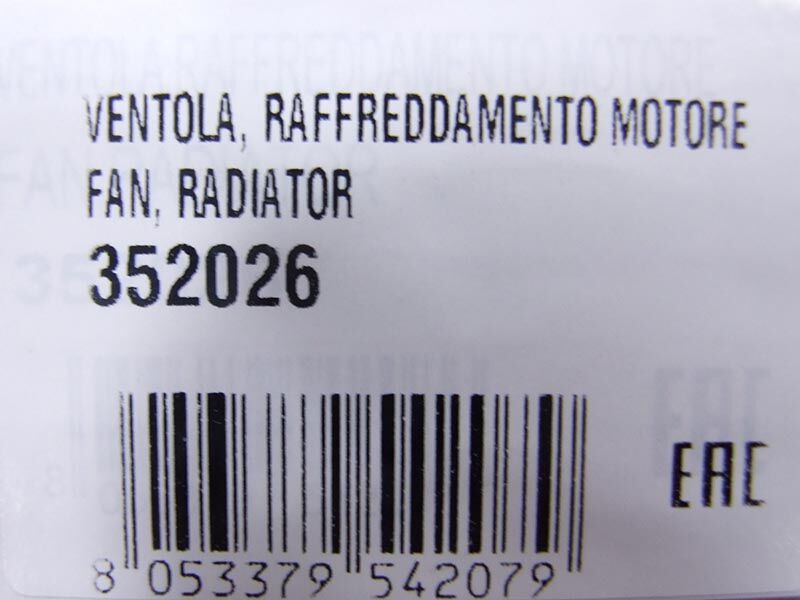 VENTOLA, RAFFREDDAMENTO MOTORE
FAN, RADIATOR
352026
EAC
8 053379 542079